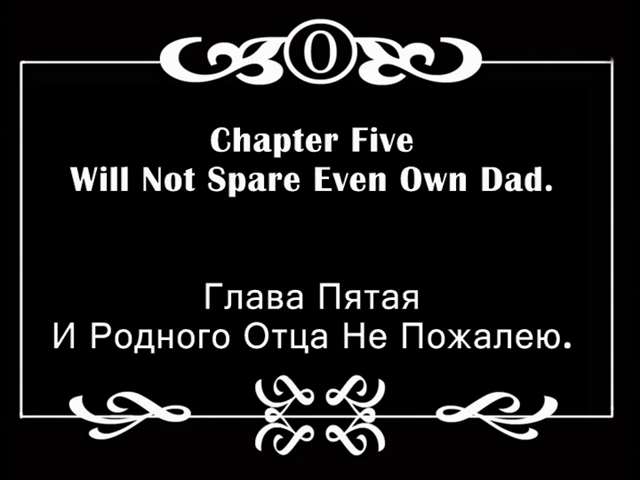 O
Chapter Five
Will Not Spare Even Own Dad.
Глава Пятая
И Родного Отца Не Пожалею.